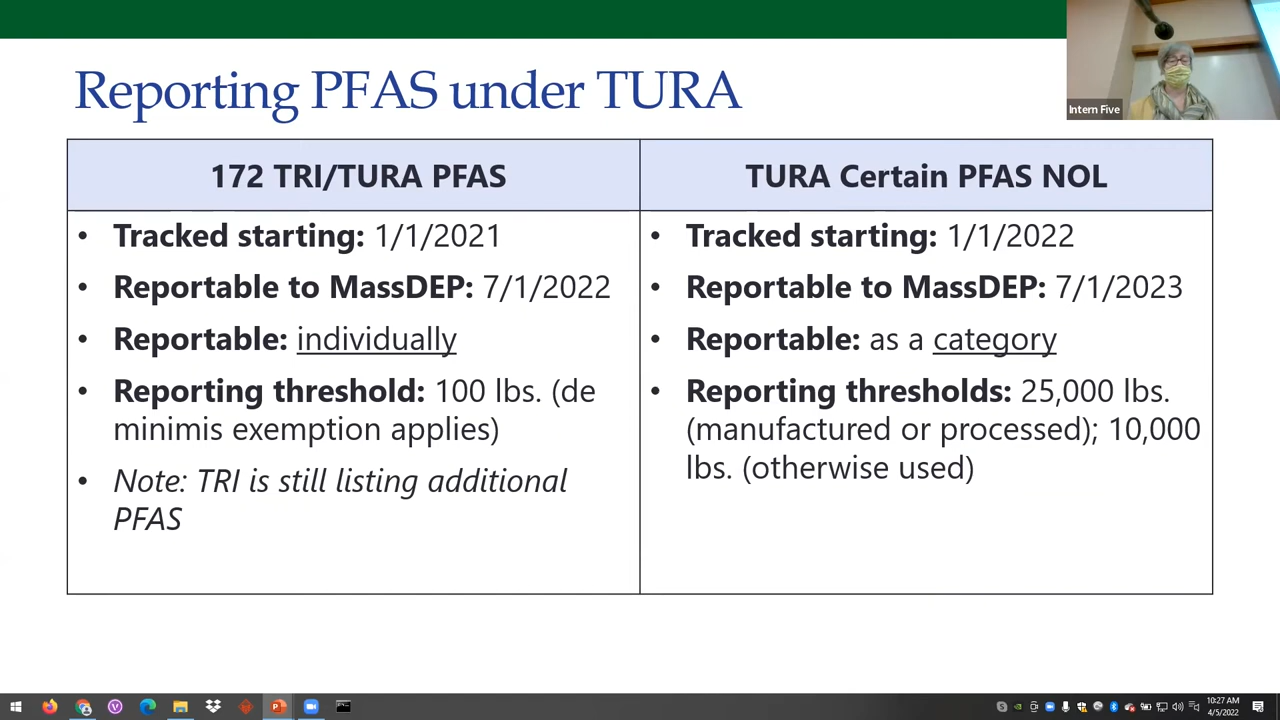 Reporting PFAS under TURA
Intern Five
172 TRI/TURA PFAS
• Tracked starting: 1/1/2021
• Reportable to MassDEP: 7/1/2022
• Reportable: individually
• Reporting threshold: 100 lbs. (de
minimis exemption applies)
• Note: TRI is still listing additional
PFAS
TURA Certain PFAS NOL
• Tracked starting: 1/1/2022
• Reportable to MassDEP: 7/1/2023
• Reportable: as a category
• Reporting thresholds: 25,000 lbs.
(manufactured or processed); 10,000
lbs. (otherwise used)
10:27 AM
4/5/2022